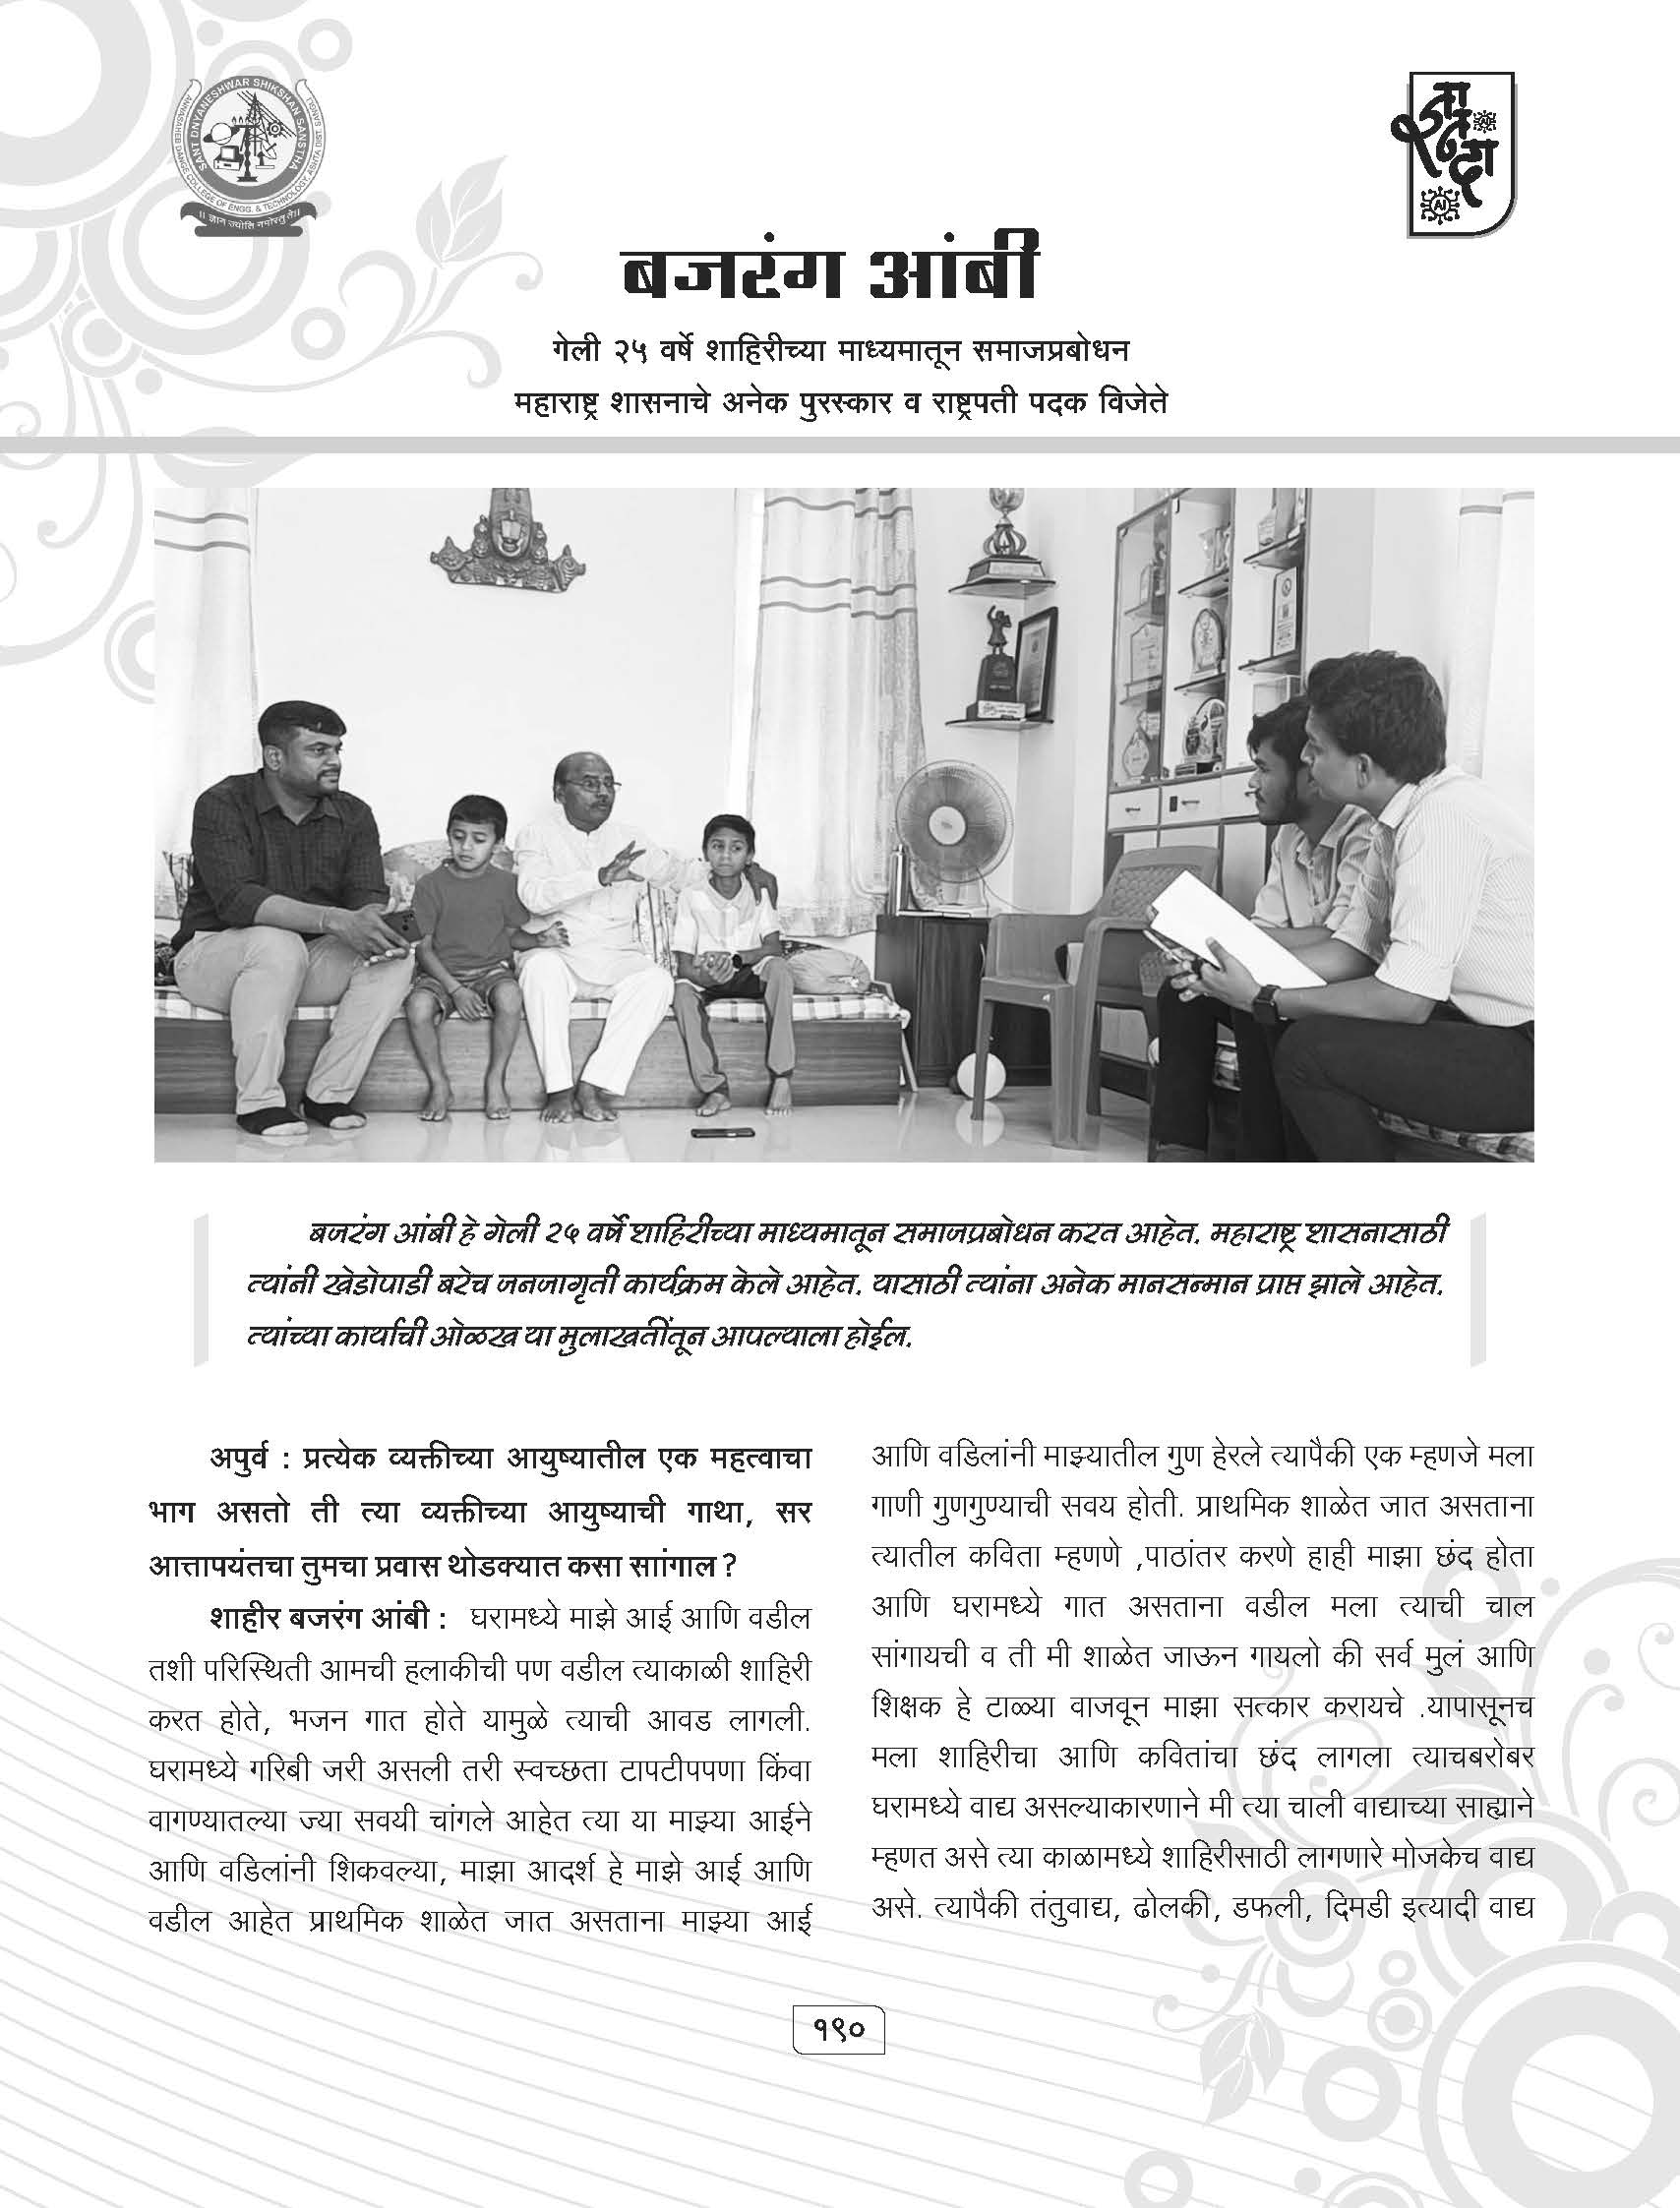 SANT DNYANESHWAR SHIKSHAN SANSTHA
ANNASAHEB DANGE COLLEGE OF ENGG. & TECHNOLOGY, ASHTA DIST. SANGLI
AI
AI
बजरंग आंबी
गेली २५ वर्षे शाहिरीच्या माध्यमातून समाजप्रबोधन
महाराष्ट्र शासनाचे अनेक पुरस्कार व राष्ट्रपती पदक विजेते
बजरंग आंबी हे गेली २५ वर्षे शाहिरीच्या माध्यमातून समाजप्रबोधन करत आहेत. महाराष्ट्र शासनासाठी
त्यांनी खेडोपाडी बरेच जनजागृती कार्यक्रम केले आहेत. यासाठी त्यांना अनेक मानसन्मान प्राप्त झाले आहेत.
त्यांच्या कार्याची ओळख या मुलाखतींतून आपल्याला होईल.
अपुर्व : प्रत्येक व्यक्तीच्या आयुष्यातील एक महत्वाचा
भाग असतो ती त्या व्यक्तीच्या आयुष्याची गाथा, सर
आत्तापयंतचा तुमचा प्रवास थोडक्यात कसा साांगाल ?
शाहीर बजरंग आंबी : घरामध्ये माझे आई आणि वडील
तशी परिस्थिती आमची हलाकीची पण वडील त्याकाळी शाहिरी
करत होते, भजन गात होते यामुळे त्याची आवड लागली.
घरामध्ये गरिबी जरी असली तरी स्वच्छता टापटीपपणा किंवा
वागण्यातल्या ज्या सवयी चांगले आहेत त्या या माझ्या आईने
आणि वडिलांनी शिकवल्या, माझा आदर्श हे माझे आई आणि
वडील आहेत प्राथमिक शाळेत जात असताना माझ्या आई
आणि वडिलांनी माझ्यातील गुण हेरले त्यापैकी एक म्हणजे मला
गाणी गुणगुण्याची सवय होती. प्राथमिक शाळेत जात असताना
त्यातील कविता म्हणणे ,पाठांतर करणे हाही माझा छंद होता
आणि घरामध्ये गात असताना वडील मला त्याची चाल
सांगायची व ती मी शाळेत जाऊन गायलो की सर्व मुलं आणि
शिक्षक हे टाळ्या वाजवून माझा सत्कार करायचे .यापासूनच
मला शाहिरीचा आणि कवितांचा छंद लागला त्याचबरोबर
घरामध्ये वाद्य असल्याकारणाने मी त्या चाली वाद्याच्या साह्याने
म्हणत असे त्या काळामध्ये शाहिरीसाठी लागणारे मोजकेच वाद्य
असे. त्यापैकी तंतुवाद्य, ढोलकी, डफली, दिमडी इत्यादी वाद्य
१९०